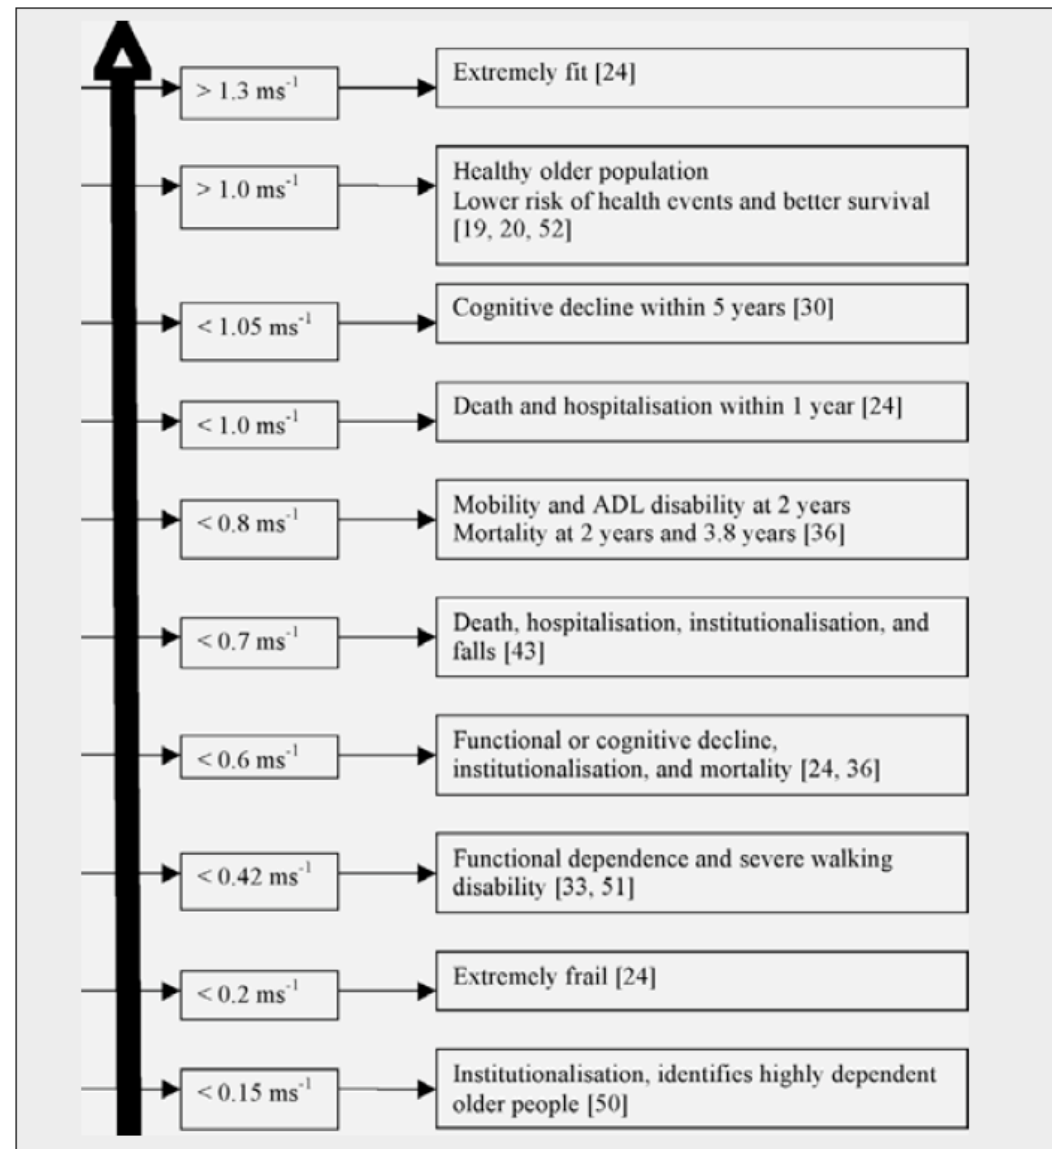 > 1.3 ms⁻¹
Extremely fit [24]
> 1.0 ms⁻¹
Healthy older population
Lower risk of health events and better survival
[19, 20, 52]
< 1.05 ms⁻¹
Cognitive decline within 5 years [30]
< 1.0 ms⁻¹
Death and hospitalisation within 1 year [24]
< 0.8 ms⁻¹
Mobility and ADL disability at 2 years
Mortality at 2 years and 3.8 years [36]
< 0.7 ms⁻¹
Death, hospitalisation, institutionalisation, and
falls [43]
< 0.6 ms⁻¹
Functional or cognitive decline,
institutionalisation, and mortality [24, 36]
< 0.42 ms⁻¹
Functional dependence and severe walking
disability [33, 51]
< 0.2 ms⁻¹
Extremely frail [24]
< 0.15 ms⁻¹
Institutionalisation, identifies highly dependent
older people [50]